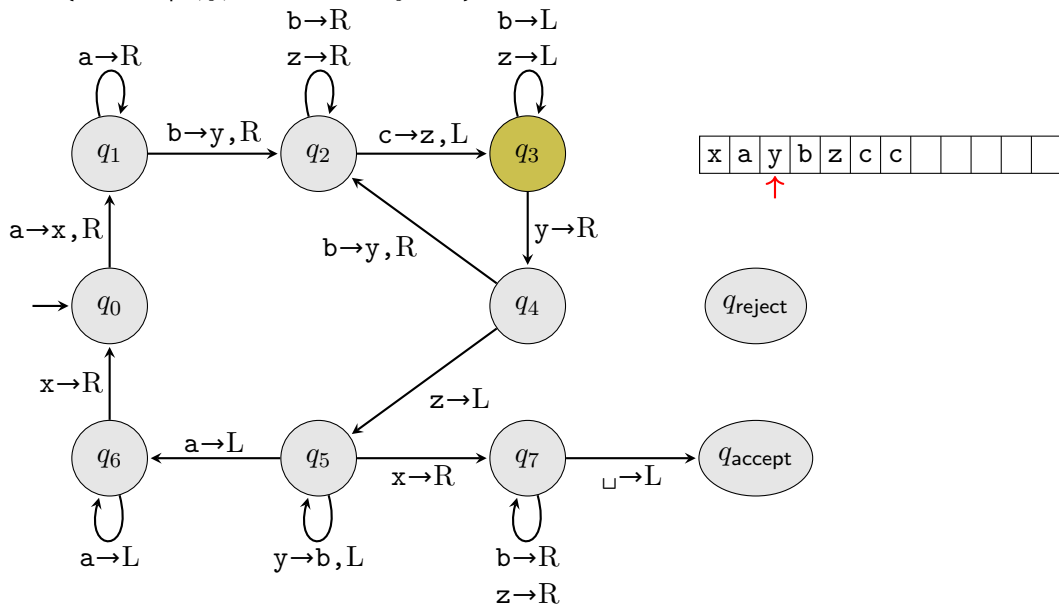 b→R
b→L
a→R
z→R
z→L
q1
b→y,R
q2
c→z,L
q3
x a y b z c c
↑
a→x,R
b→y,R
y→R
q0
q4
qreject
x→R
z→L
q6
a→L
q5
x→R
q7
␣→L
qaccept
a→L
y→b,L
b→R
z→R